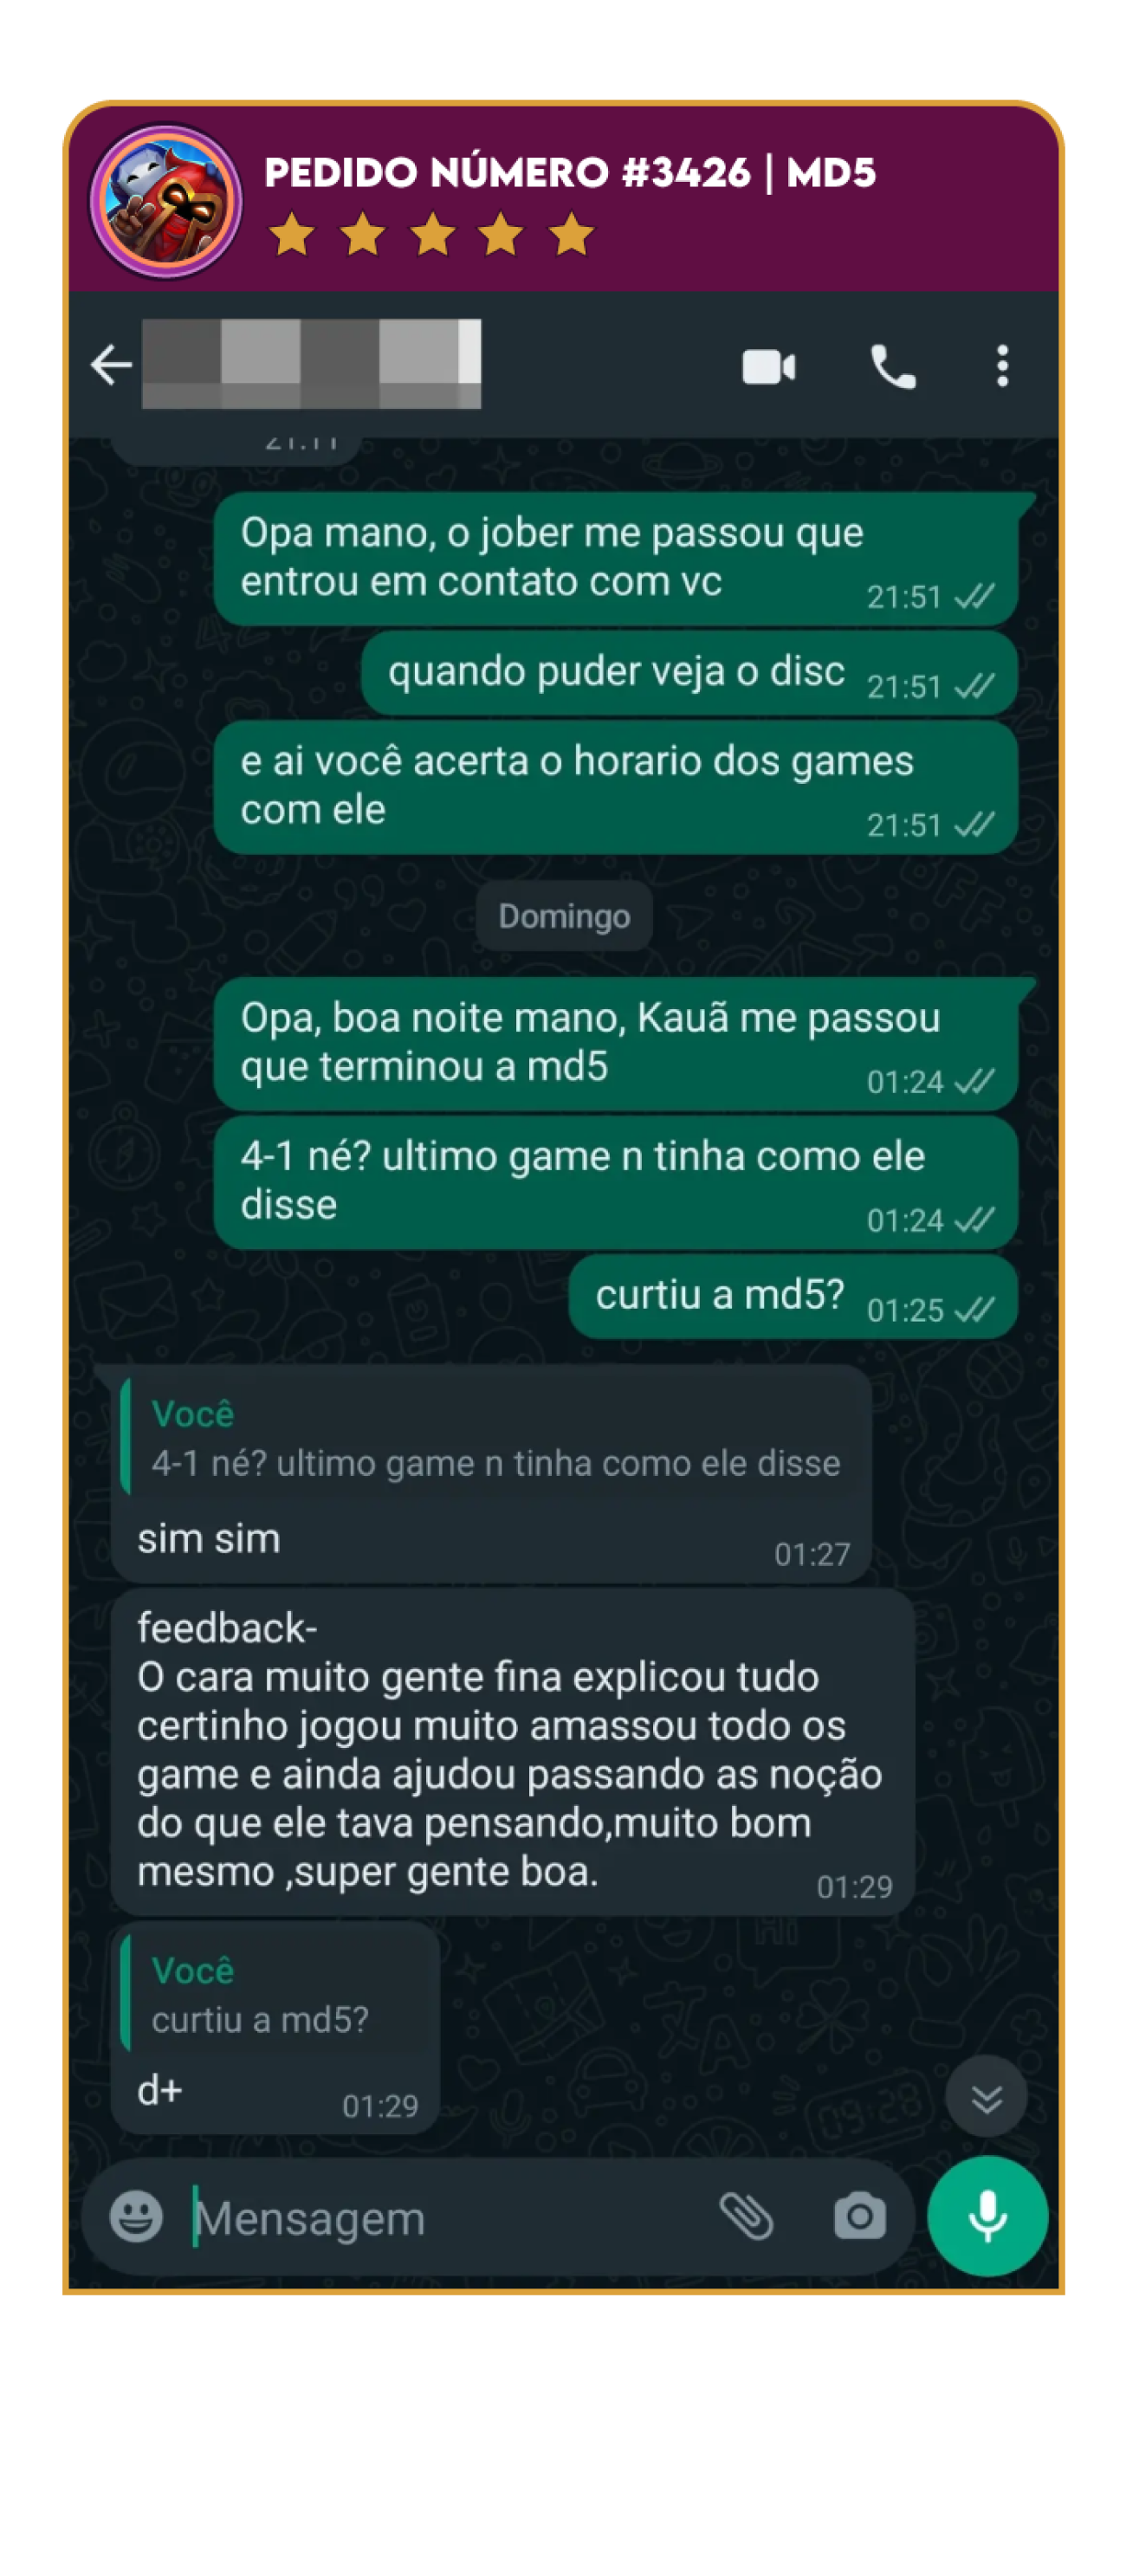 PEDIDO NÚMERO #3426 | MD5
21:11
Opa mano, o jober me passou que
entrou em contato com vc
21:51
quando puder veja o disc
21:51
e ai você acerta o horario dos games
com ele
21:51
Domingo
Opa, boa noite mano, Kauã me passou
que terminou a md5
01:24
4-1 né? ultimo game n tinha como ele
disse
01:24
curtiu a md5?
01:25
Você
4-1 né? ultimo game n tinha como ele disse
sim sim
01:27
feedback-
O cara muito gente fina explicou tudo
certinho jogou muito amassou todo os
game e ainda ajudou passando as noção
do que ele tava pensando,muito bom
mesmo ,super gente boa.
01:29
Você
curtiu a md5?
d+
01:29
Mensagem